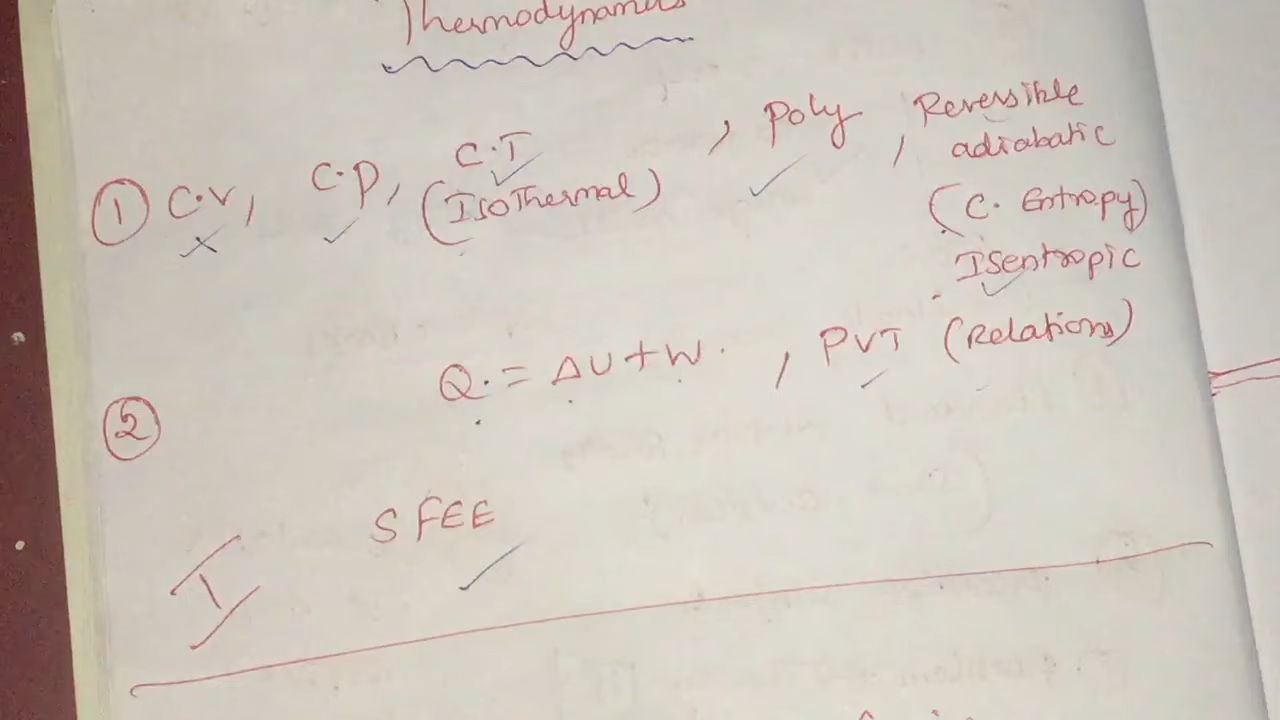 Thermodynamics
① C.V, C.P, C.T (Isothermal), Poly, Reversible adiabatic
(C. Entropy)
Isentropic
Q. = ΔU + W. , PVT (Relations)
②
I SFEE